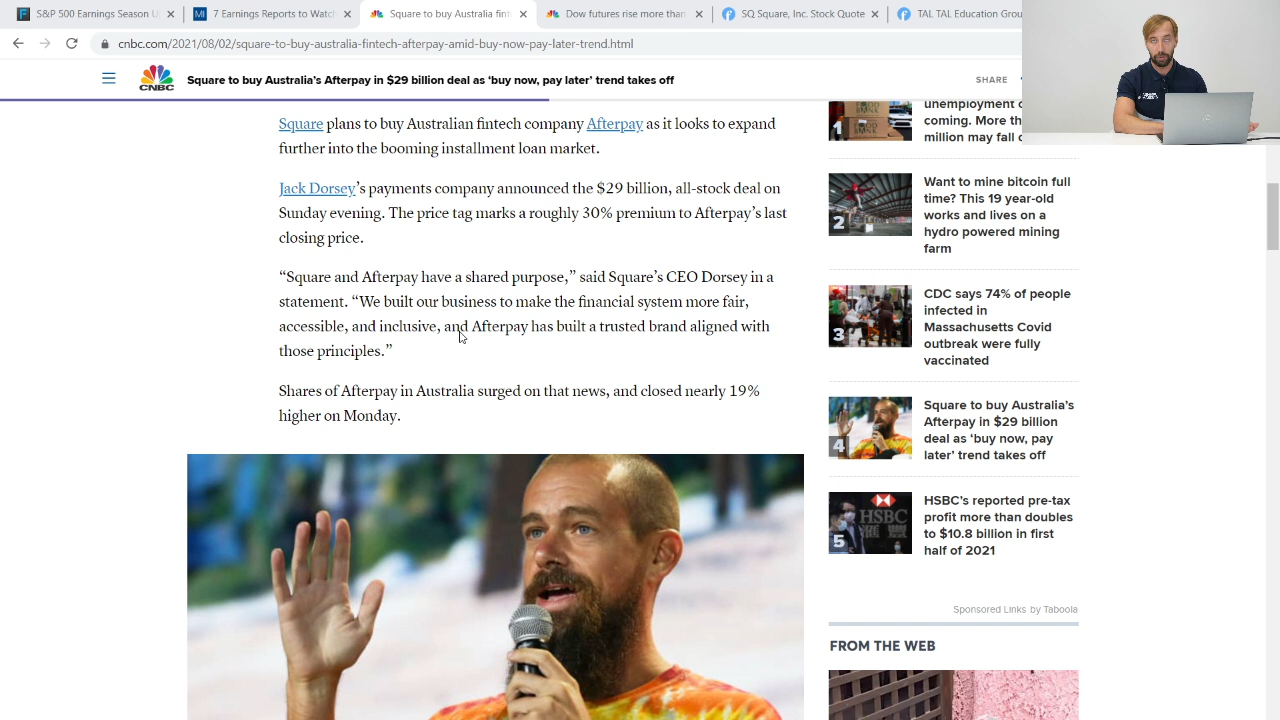 S&P 500 Earnings Season U
7 Earnings Reports to Watch
Square to buy Australia fint
Dow futures rise more than
SQ Square, Inc. Stock Quote
TAL TAL Education Grou
cnbc.com/2021/08/02/square-to-buy-australia-fintech-afterpay-amid-buy-now-pay-later-trend.html
CNBC
Square to buy Australia’s Afterpay in $29 billion deal as ‘buy now, pay later’ trend takes off
SHARE
Square plans to buy Australian fintech company Afterpay as it looks to expand
further into the booming installment loan market.
Jack Dorsey’s payments company announced the $29 billion, all-stock deal on
Sunday evening. The price tag marks a roughly 30% premium to Afterpay’s last
closing price.
“Square and Afterpay have a shared purpose,” said Square’s CEO Dorsey in a
statement. “We built our business to make the financial system more fair,
accessible, and inclusive, and Afterpay has built a trusted brand aligned with
those principles.”
Shares of Afterpay in Australia surged on that news, and closed nearly 19%
higher on Monday.
1
unemployment
coming. More th
million may fall
2
Want to mine bitcoin full
time? This 19 year-old
works and lives on a
hydro powered mining
farm
3
CDC says 74% of people
infected in
Massachusetts Covid
outbreak were fully
vaccinated
4
Square to buy Australia’s
Afterpay in $29 billion
deal as ‘buy now, pay
later’ trend takes off
HSBC
5
HSBC’s reported pre-tax
profit more than doubles
to $10.8 billion in first
half of 2021
Sponsored Links by Taboola
FROM THE WEB